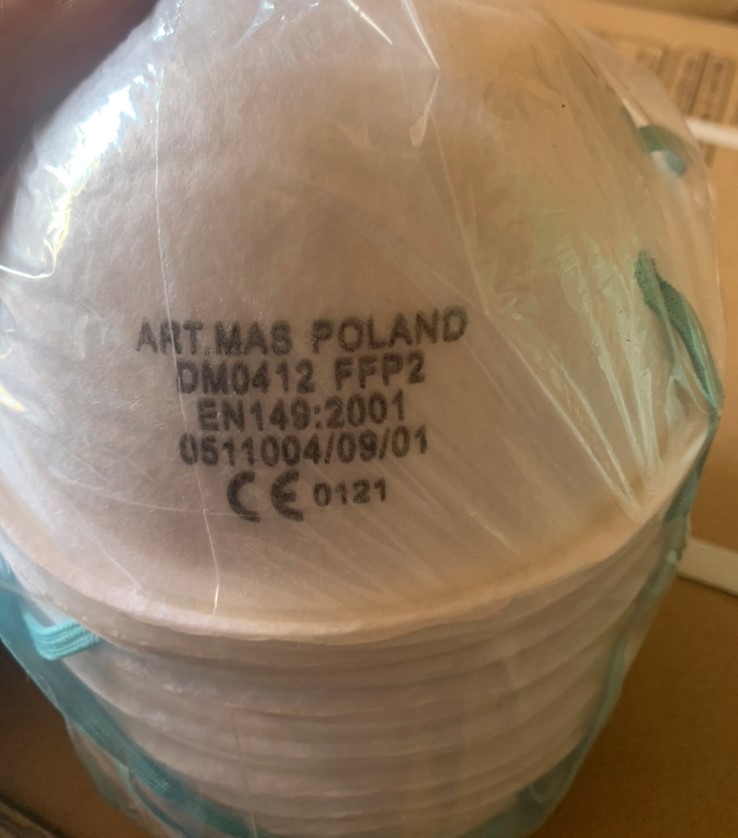 ART.MAS POLAND
DM0412 FFP2
EN149:2001
0511004/09/01
CE 0121